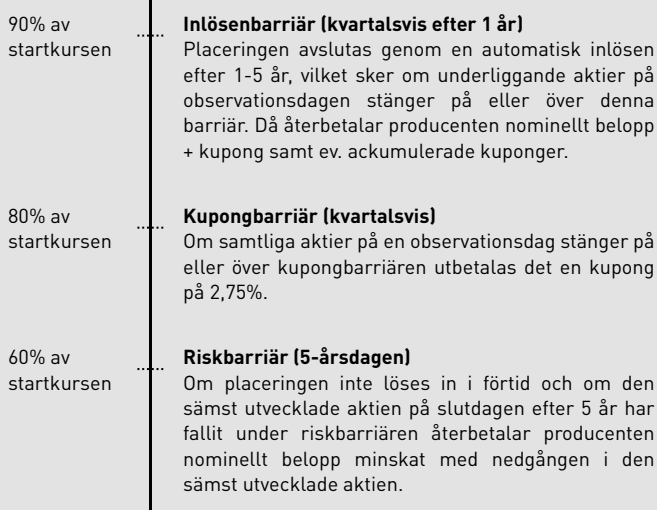 90% av
startkursen
......
Inlösenbarriär (kvartalsvis efter 1 år)
Placeringen avslutas genom en automatisk inlösen
efter 1-5 år, vilket sker om underliggande aktier på
observationsdagen stänger på eller över denna
barriär. Då återbetalar producenten nominellt belopp
+ kupong samt ev. ackumulerade kuponger.
80% av
startkursen
......
Kupongbarriär (kvartalsvis)
Om samtliga aktier på en observationsdag stänger på
eller över kupongbarriären utbetalas det en kupong
på 2,75%.
60% av
startkursen
......
Riskbarriär (5-årsdagen)
Om placeringen inte löses in i förtid och om den
sämst utvecklade aktien på slutdagen efter 5 år har
fallit under riskbarriären återbetalar producenten
nominellt belopp minskat med nedgången i den
sämst utvecklade aktien.